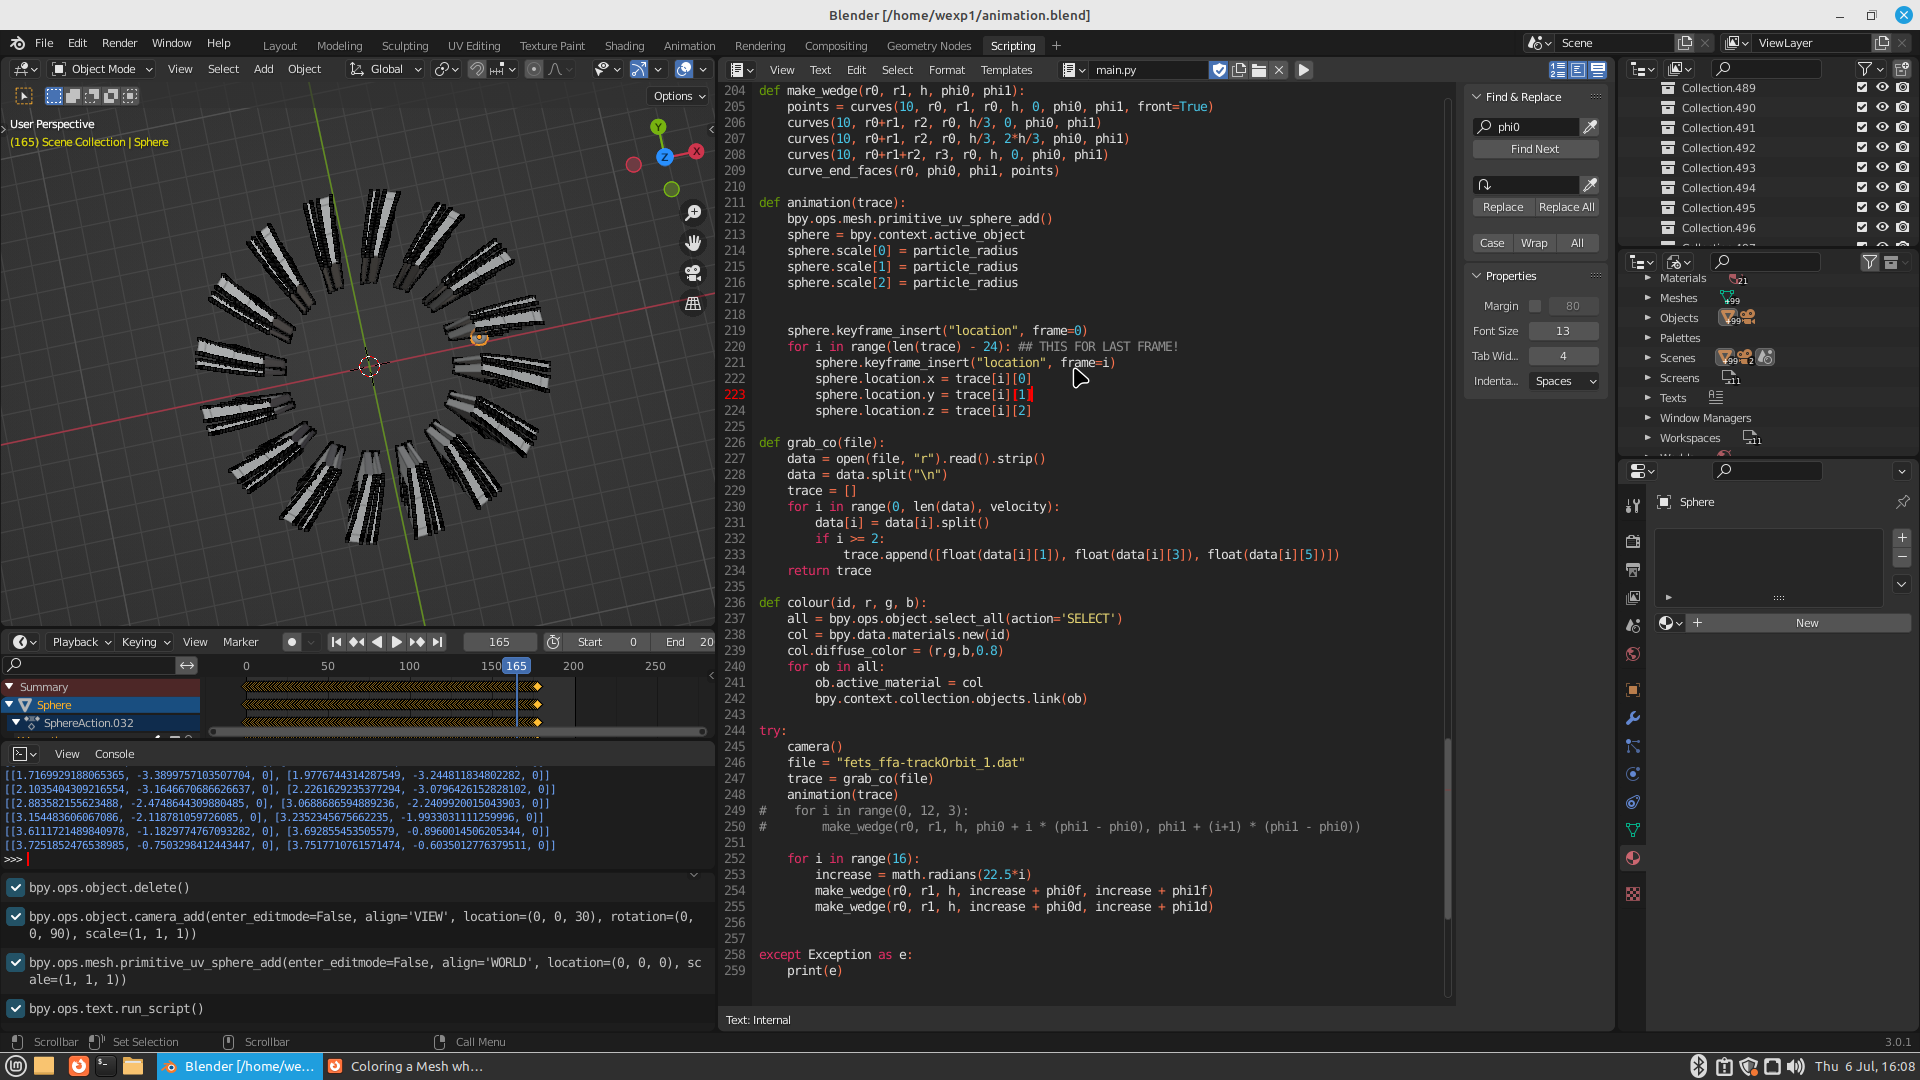 Blender [/home/wexp1/animation.blend]
File Edit Render Window Help
Layout Modeling Sculpting UV Editing Texture Paint Shading Animation Rendering Compositing Geometry Nodes Scripting +
Scene
ViewLayer
Object Mode View Select Add Object Global
Options
User Perspective
(165) Scene Collection | Sphere
Y
X
Z
View Text Edit Select Format Templates main.py
204 def make_wedge(r0, r1, h, phi0, phi1):
205 points = curves(10, r0, r1, r0, h, 0, phi0, phi1, front=True)
206 curves(10, r0+r1, r2, r0, h/3, 0, phi0, phi1)
207 curves(10, r0+r1, r2, r0, h/3, 2*h/3, phi0, phi1)
208 curves(10, r0+r1+r2, r3, r0, h, 0, phi0, phi1)
209 curve_end_faces(r0, phi0, phi1, points)
210
211 def animation(trace):
212 bpy.ops.mesh.primitive_uv_sphere_add()
213 sphere = bpy.context.active_object
214 sphere.scale[0] = particle_radius
215 sphere.scale[1] = particle_radius
216 sphere.scale[2] = particle_radius
217
218
219 sphere.keyframe_insert("location", frame=0)
220 for i in range(len(trace) - 24): ## THIS FOR LAST FRAME!
221 sphere.keyframe_insert("location", frame=i)
222 sphere.location.x = trace[i][0]
223 sphere.location.y = trace[i][1]
224 sphere.location.z = trace[i][2]
225
226 def grab_co(file):
227 data = open(file, "r").read().strip()
228 data = data.split("\n")
229 trace = []
230 for i in range(0, len(data), velocity):
231 data[i] = data[i].split()
232 if i >= 2:
233 trace.append([float(data[i][1]), float(data[i][3]), float(data[i][5])])
234 return trace
235
236 def colour(id, r, g, b):
237 all = bpy.ops.object.select_all(action='SELECT')
238 col = bpy.data.materials.new(id)
239 col.diffuse_color = (r,g,b,0.8)
240 for ob in all:
241 ob.active_material = col
242 bpy.context.collection.objects.link(ob)
243
244 try:
245 camera()
246 file = "fets_ffa-trackOrbit_1.dat"
247 trace = grab_co(file)
248 animation(trace)
249 # for i in range(0, 12, 3):
250 # make_wedge(r0, r1, h, phi0 + i * (phi1 - phi0), phi1 + (i+1) * (phi1 - phi0))
251
252 for i in range(16):
253 increase = math.radians(22.5*i)
254 make_wedge(r0, r1, h, increase + phi0f, increase + phi1f)
255 make_wedge(r0, r1, h, increase + phi0d, increase + phi1d)
256
257
258 except Exception as e:
259 print(e)
Text: Internal
Find & Replace
phi0
Find Next
Replace Replace All
Case Wrap All
Properties
Margin 80
Font Size 13
Tab Wid... 4
Indenta... Spaces
Collection.489
Collection.490
Collection.491
Collection.492
Collection.493
Collection.494
Collection.495
Collection.496
Materials 21
Meshes +99
Objects +99
Palettes
Scenes +99 2
Screens 11
Texts
Window Managers
Workspaces 11
Sphere
+ New
Playback Keying View Marker 165 Start 0 End 20
0 50 100 150 165 200 250
Summary
Sphere
SphereAction.032
View Console
[[1.7169929188065365, -3.3899757103507704, 0], [1.9776744314287549, -3.244811834802282, 0]]
[[2.1035404309216554, -3.1646670686626637, 0], [2.2261629235377294, -3.0796426152828102, 0]]
[[2.883582155623488, -2.4748644309880485, 0], [3.0688686594889236, -2.2409920015043903, 0]]
[[3.154483606067086, -2.118781059726085, 0], [3.2352345675662235, -1.9933031111259996, 0]]
[[3.6111721489840978, -1.1829774767093282, 0], [3.692855453505579, -0.8960014506205344, 0]]
[[3.7251852476538985, -0.7503298412443447, 0], [3.7517710761571474, -0.6035012776379511, 0]]
>>>
bpy.ops.object.delete()
bpy.ops.object.camera_add(enter_editmode=False, align='VIEW', location=(0, 0, 30), rotation=(0,
0, 90), scale=(1, 1, 1))
bpy.ops.mesh.primitive_uv_sphere_add(enter_editmode=False, align='WORLD', location=(0, 0, 0), sc
ale=(1, 1, 1))
bpy.ops.text.run_script()
Scrollbar Set Selection Scrollbar Call Menu 3.0.1
Blender [/home/we... Coloring a Mesh wh... Thu 6 Jul, 16:08